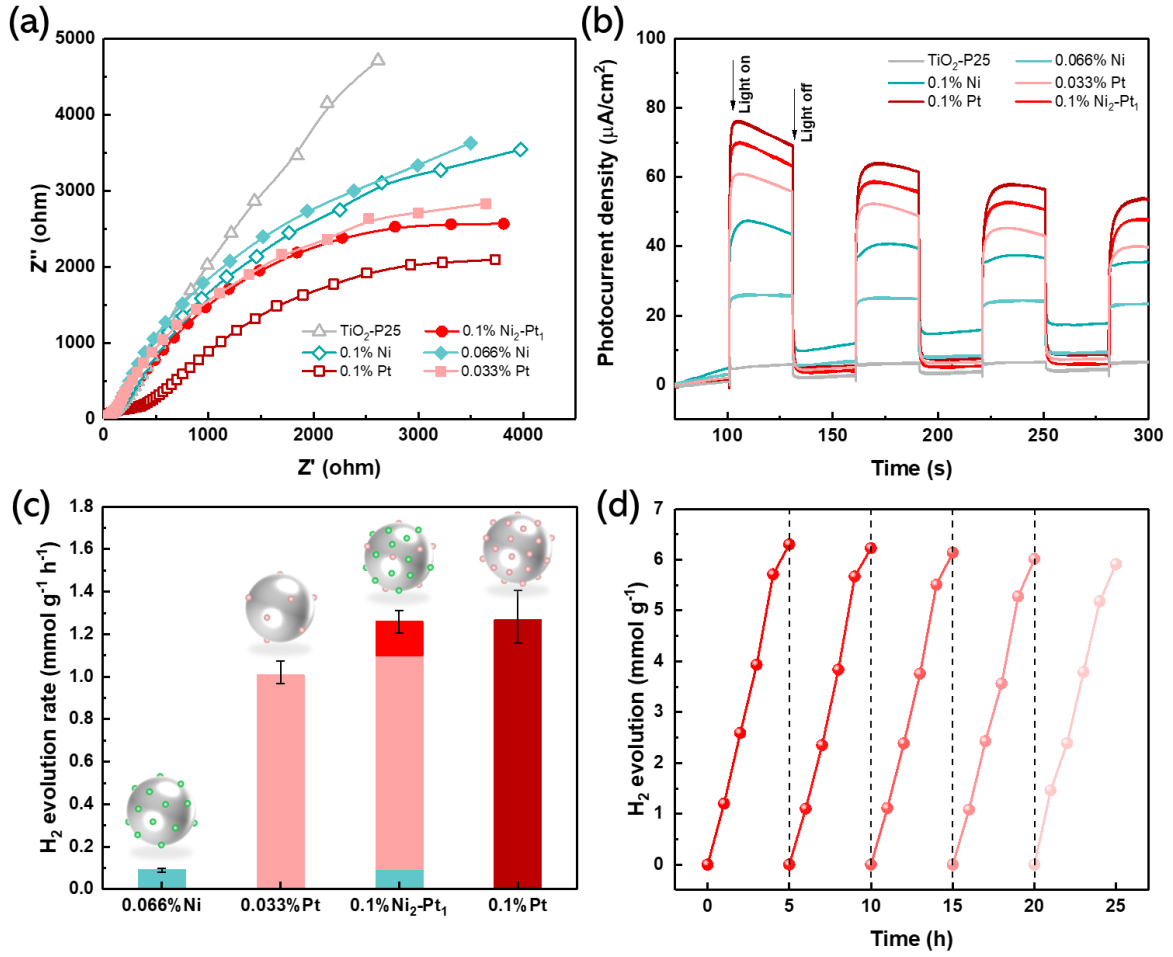 (a)
5000
4000
3000
2000
1000
0
Z'' (ohm)
TiO2-P25
0.1% Ni2-Pt1
0.1% Ni
0.066% Ni
0.1% Pt
0.033% Pt
0
1000
2000
3000
4000
Z' (ohm)
(b)
100
80
60
40
20
0
Photocurrent density (μA/cm2)
Light on
Light off
TiO2-P25
0.066% Ni
0.1% Ni
0.033% Pt
0.1% Pt
0.1% Ni2-Pt1
100
150
200
250
300
Time (s)
(c)
1.8
1.6
1.4
1.2
1.0
0.8
0.6
0.4
0.2
0.0
H2 evolution rate (mmol g-1 h-1)
0.066%Ni
0.033%Pt
0.1%Ni2-Pt1
0.1%Pt
(d)
7
6
5
4
3
2
1
0
H2 evolution (mmol g-1)
0
5
10
15
20
25
Time (h)